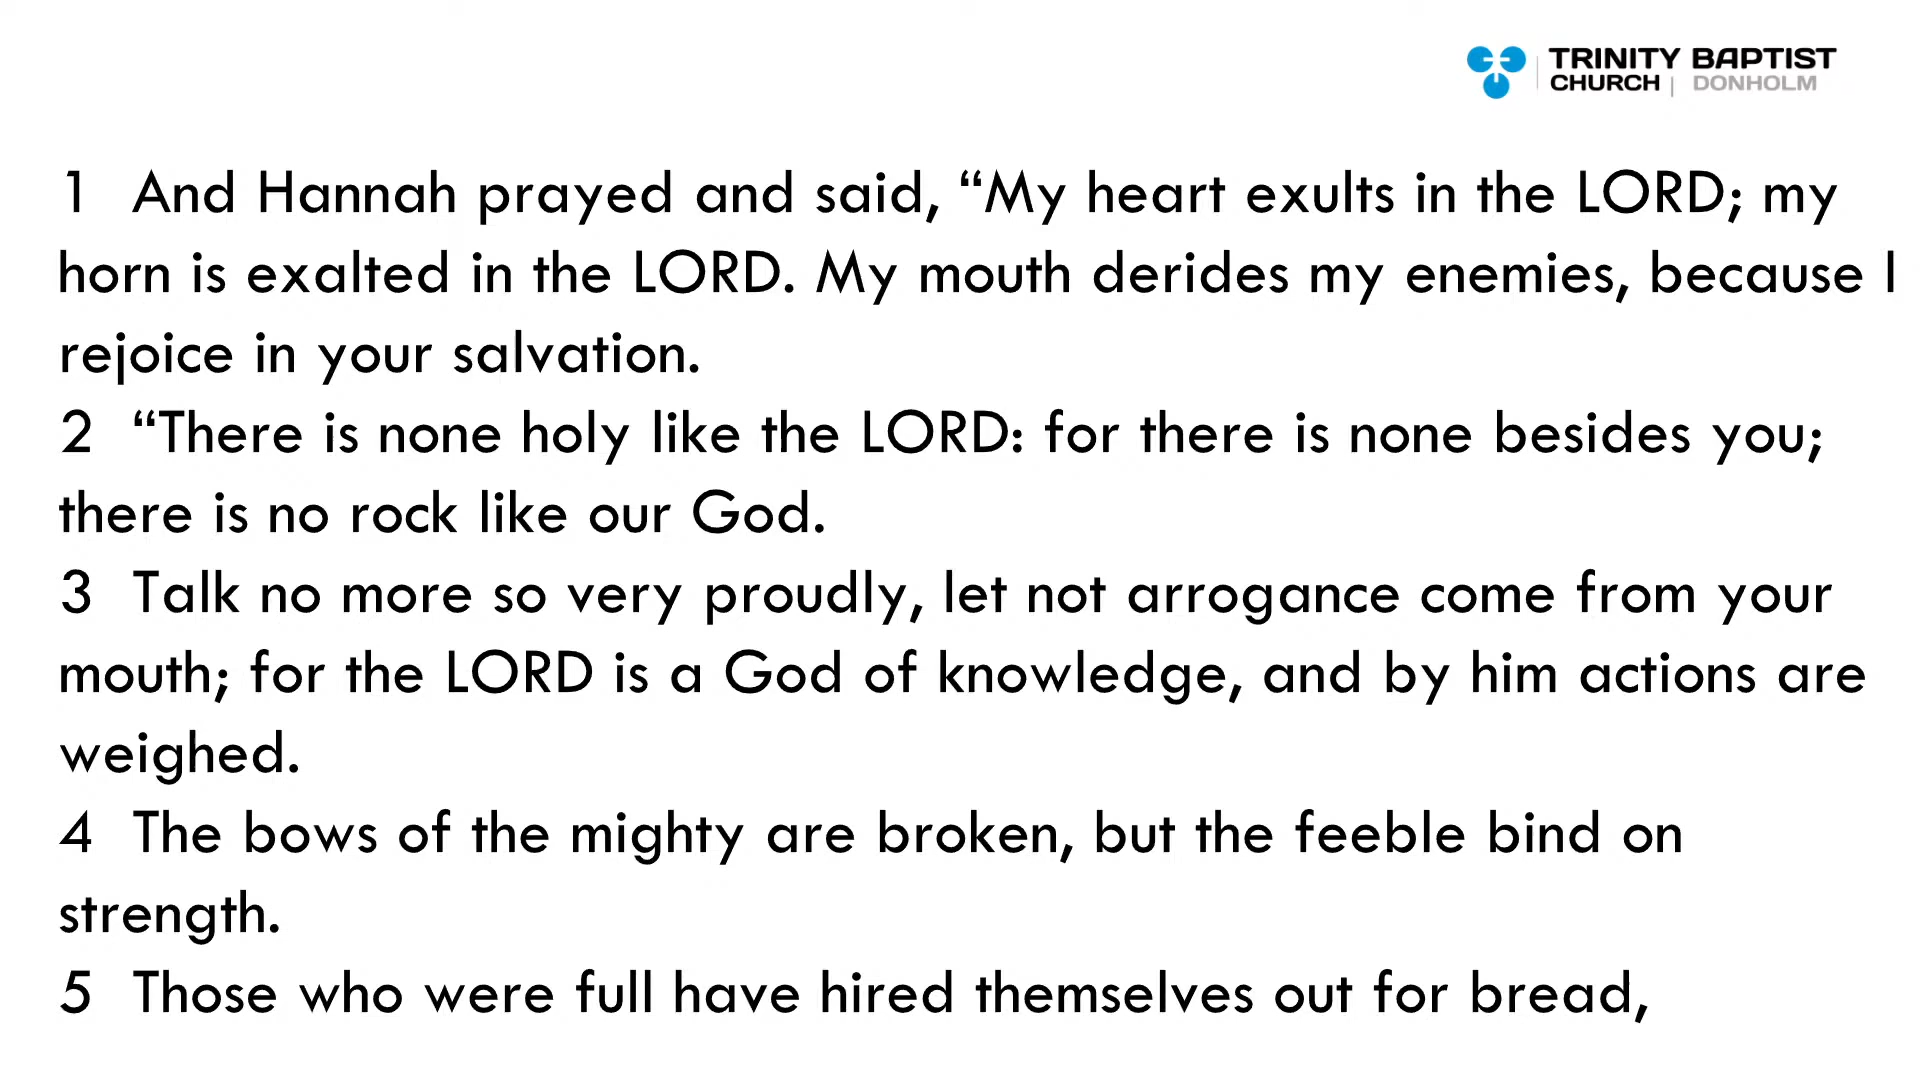 TRINITY BAPTIST
CHURCH | DONHOLM
1 And Hannah prayed and said, “My heart exults in the LORD; my
horn is exalted in the LORD. My mouth derides my enemies, because I
rejoice in your salvation.
2 “There is none holy like the LORD: for there is none besides you;
there is no rock like our God.
3 Talk no more so very proudly, let not arrogance come from your
mouth; for the LORD is a God of knowledge, and by him actions are
weighed.
4 The bows of the mighty are broken, but the feeble bind on
strength.
5 Those who were full have hired themselves out for bread,